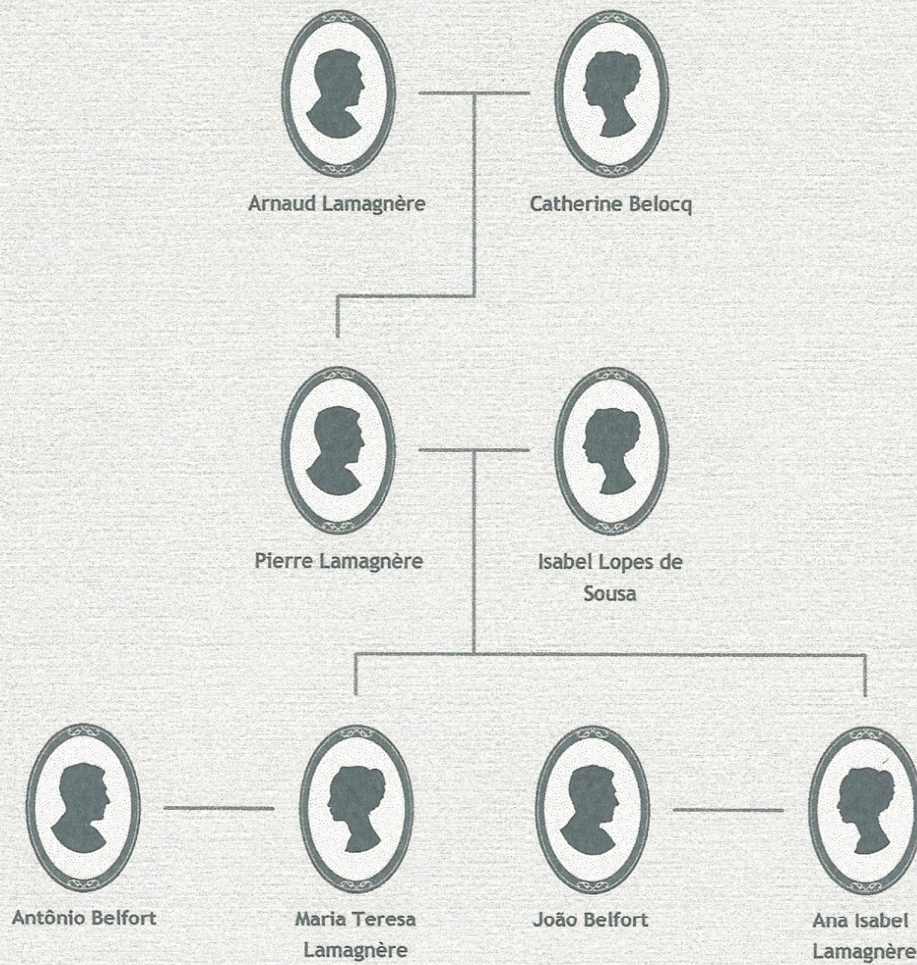 Arnaud Lamagnère
Catherine Belocq
Pierre Lamagnère
Isabel Lopes de
Sousa
Antônio Belfort
Maria Teresa
Lamagnère
João Belfort
Ana Isabel
Lamagnère